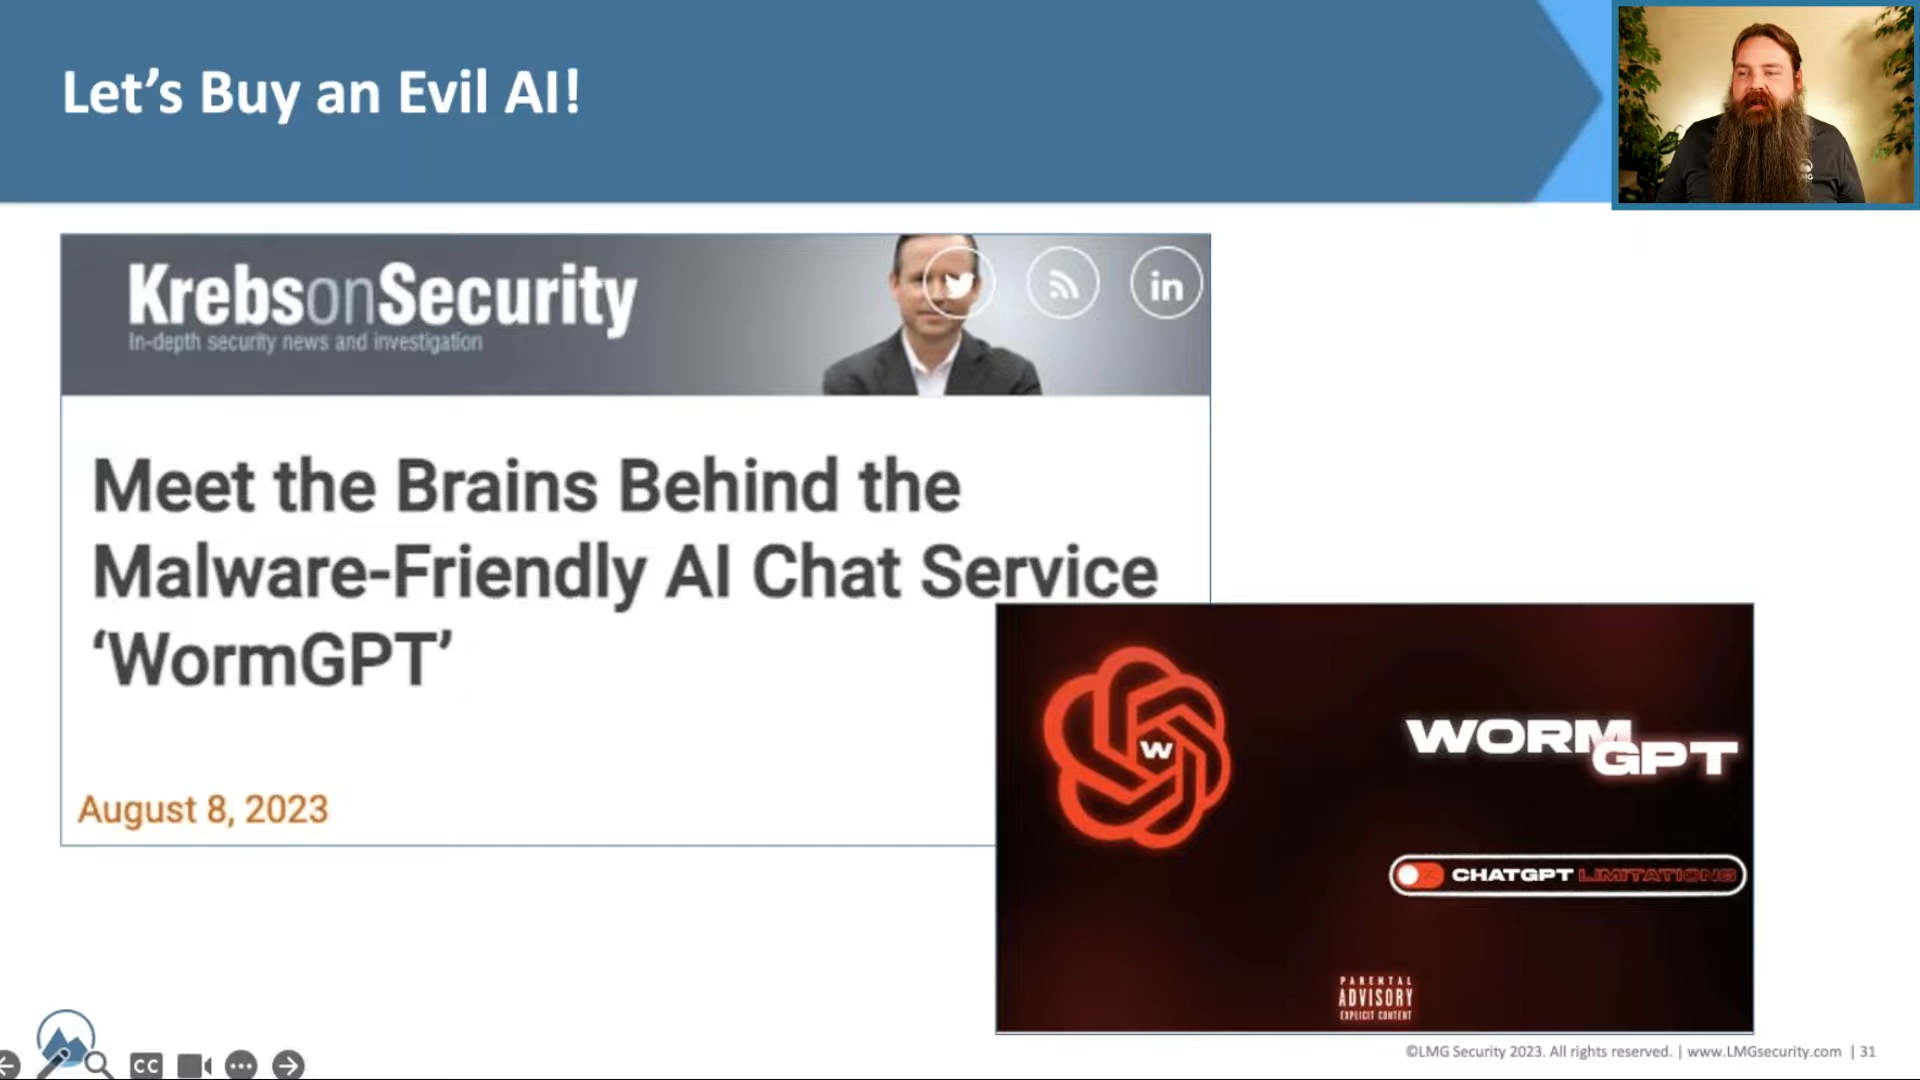 Let’s Buy an Evil AI!
KrebsonSecurity
In-depth security news and investigation
in
Meet the Brains Behind the
Malware-Friendly AI Chat Service
‘WormGPT’
August 8, 2023
W
WORM
GPT
CHATGPT LIMITATIONS
PARENTAL
ADVISORY
EXPLICIT CONTENT
CC
©LMG Security 2023. All rights reserved. | www.LMGsecurity.com | 31